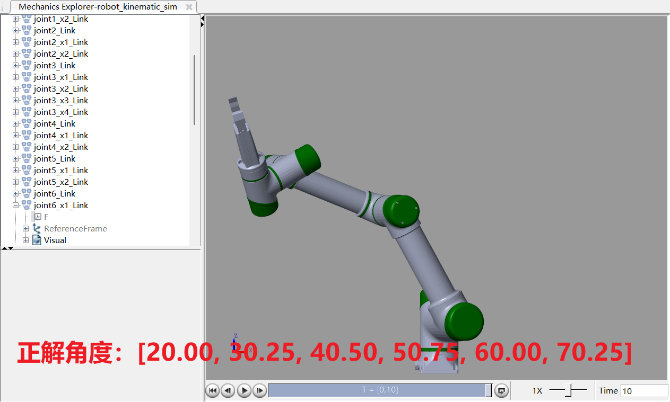 Mechanics Explorer-robot_kinematic_sim
joint1_x2_Link
joint2_Link
joint2_x1_Link
joint2_x2_Link
joint3_Link
joint3_x1_Link
joint3_x2_Link
joint3_x3_Link
joint3_x4_Link
joint4_Link
joint4_x1_Link
joint4_x2_Link
joint5_Link
joint5_x1_Link
joint5_x2_Link
joint6_Link
joint6_x1_Link
F
ReferenceFrame
Visual
正解角度：[20.00, 30.25, 40.50, 50.75, 60.00, 70.25]
1X
Time 10